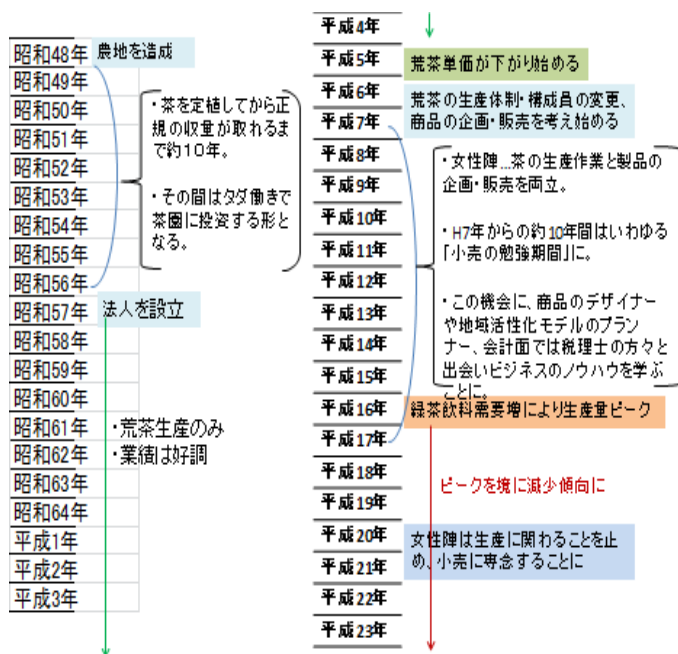 昭和48年
農地を造成
昭和49年
昭和50年
昭和51年
昭和52年
昭和53年
昭和54年
昭和55年
昭和56年
・茶を定植してから正
規の収量が取れるま
で約10年。
・その間はタダ働きで
茶園に投資する形と
なる。
昭和57年
法人を設立
昭和58年
昭和59年
昭和60年
昭和61年
昭和62年
昭和63年
昭和64年
平成1年
平成2年
平成3年
・荒茶生産のみ
・業績は好調
平成4年
平成5年
荒茶単価が下がり始める
平成6年
荒茶の生産体制・構成員の変更、
商品の企画・販売を考え始める
平成7年
平成8年
平成9年
平成10年
平成11年
平成12年
平成13年
平成14年
平成15年
・女性陣…茶の生産作業と製品の
企画・販売を両立。
・H7年からの約10年間はいわゆる
「小売の勉強期間」に。
・この機会に、商品のデザイナー
や地域活性化モデルのプラン
ナー、会計面では税理士の方々と
出会いビジネスのノウハウを学ぶ
ことに。
平成16年
緑茶飲料需要増により生産量ピーク
平成17年
平成18年
ピークを境に減少傾向に
平成19年
平成20年
女性陣は生産に関わることを止
め、小売に専念することに
平成21年
平成22年
平成23年